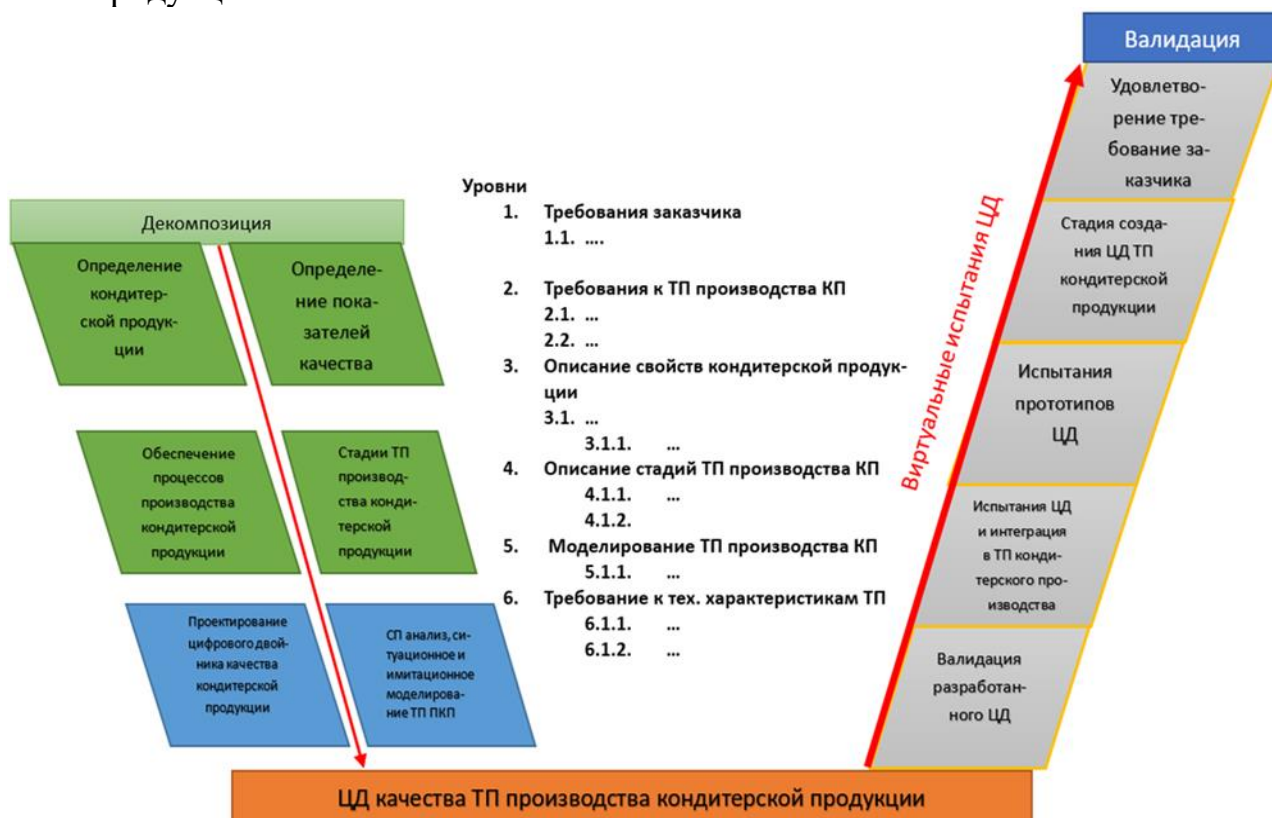 Декомпозиция
Определение
кондитер-
ской продук-
ции
Определе-
ние пока-
зателей
качества
Обеспечение
процессов
производства
кондитерской
продукции
Стадии ТП
производ-
ства конди-
терской
продукции
Проектирование
цифрового двой-
ника качества
кондитерской
продукции
СП анализ, си-
туационное и
имитационное
моделирова-
ние ТП ПКП
Уровни
1. Требования заказчика
1.1. ....
2. Требования к ТП производства КП
2.1. ...
2.2. ...
3. Описание свойств кондитерской продук-
ции
3.1. ...
3.1.1. ...
4. Описание стадий ТП производства КП
4.1.1. ...
4.1.2.
5. Моделирование ТП производства КП
5.1.1. ...
6. Требование к тех. характеристикам ТП
6.1.1. ...
6.1.2. ...
Виртуальные испытания ЦД
Валидация
Удовлетво-
рение тре-
бование за-
казчика
Стадия созда-
ния ЦД ТП
кондитерской
продукции
Испытания
прототипов
ЦД
Испытания ЦД
и интеграция
в ТП конди-
терского про-
изводства
Валидация
разработан-
ного ЦД
ЦД качества ТП производства кондитерской продукции